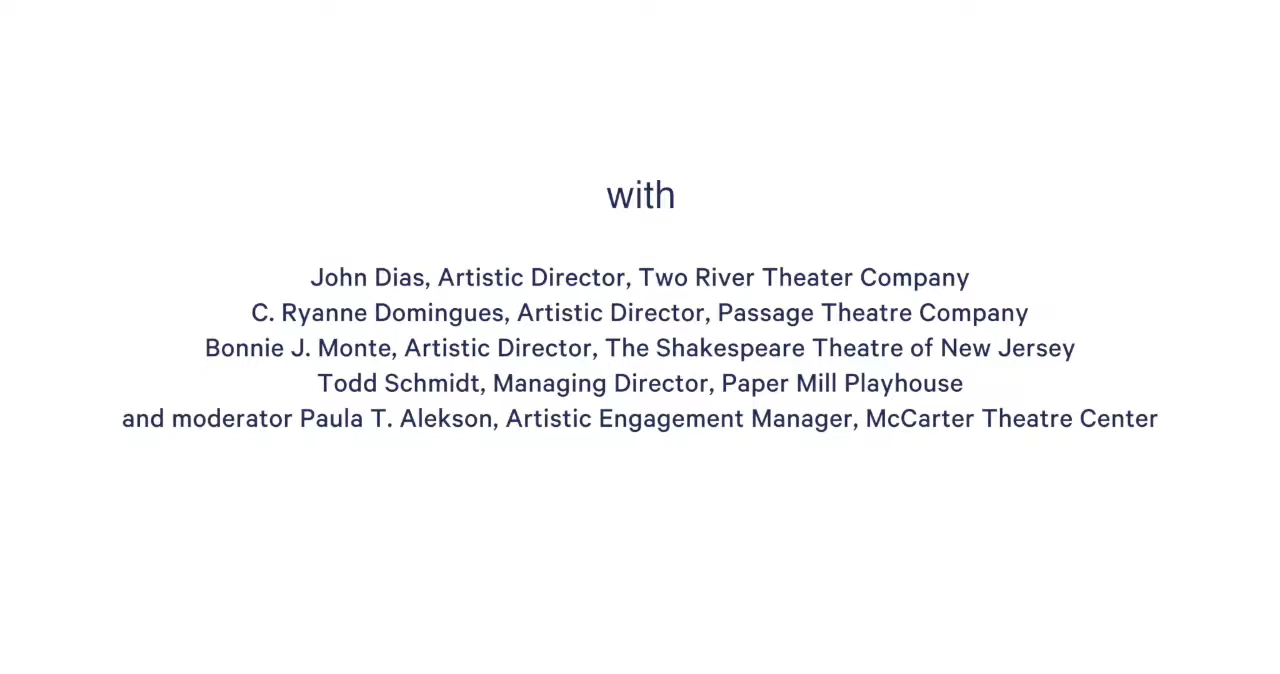 with
John Dias, Artistic Director, Two River Theater Company
C. Ryanne Domingues, Artistic Director, Passage Theatre Company
Bonnie J. Monte, Artistic Director, The Shakespeare Theatre of New Jersey
Todd Schmidt, Managing Director, Paper Mill Playhouse
and moderator Paula T. Alekson, Artistic Engagement Manager, McCarter Theatre Center